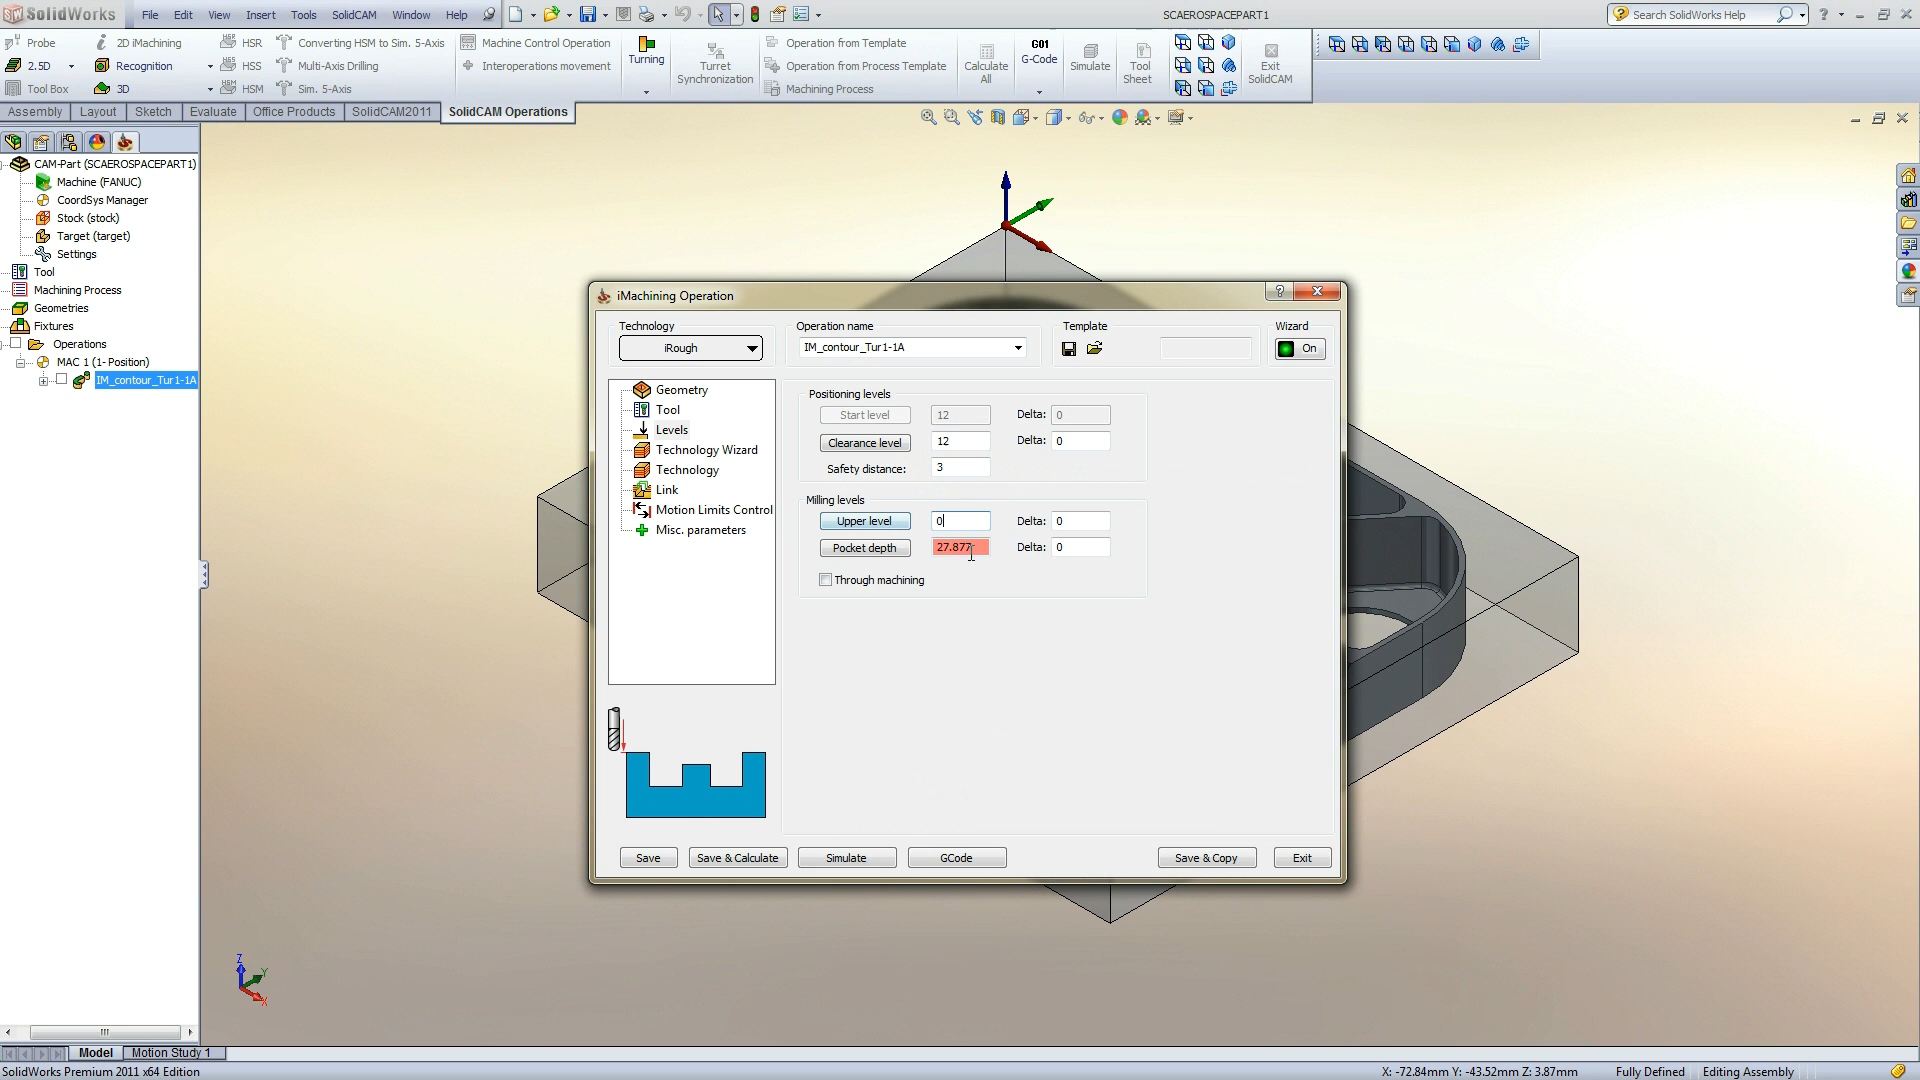 SolidWorks File Edit View Insert Tools SolidCAM Window Help SCAEROSPACEPART1 Search SolidWorks Help
Probe 2D iMachining HSR Converting HSM to Sim. 5-Axis Machine Control Operation Operation from Template
2.5D Recognition HSS Multi-Axis Drilling Interoperations movement Operation from Process Template
Tool Box 3D HSM Sim. 5-Axis Machining Process
Turning Turret Synchronization Calculate All G01 G-Code Simulate Tool Sheet Exit SolidCAM
Assembly Layout Sketch Evaluate Office Products SolidCAM2011 SolidCAM Operations
CAM-Part (SCAEROSPACEPART1)
Machine (FANUC)
CoordSys Manager
Stock (stock)
Target (target)
Settings
Tool
Machining Process
Geometries
Fixtures
Operations
MAC 1 (1- Position)
IM_contour_Tur1-1A
iMachining Operation
Technology Operation name Template Wizard
iRough IM_contour_Tur1-1A On
Geometry
Tool
Levels
Technology Wizard
Technology
Link
Motion Limits Control
Misc. parameters
Positioning levels
Start level 12 Delta: 0
Clearance level 12 Delta: 0
Safety distance: 3
Milling levels
Upper level 0 Delta: 0
Pocket depth 27.877 Delta: 0
Through machining
Save Save & Calculate Simulate GCode Save & Copy Exit
Z
Y
X
Model Motion Study 1
SolidWorks Premium 2011 x64 Edition X: -72.84mm Y: -43.52mm Z: 3.87mm Fully Defined Editing Assembly